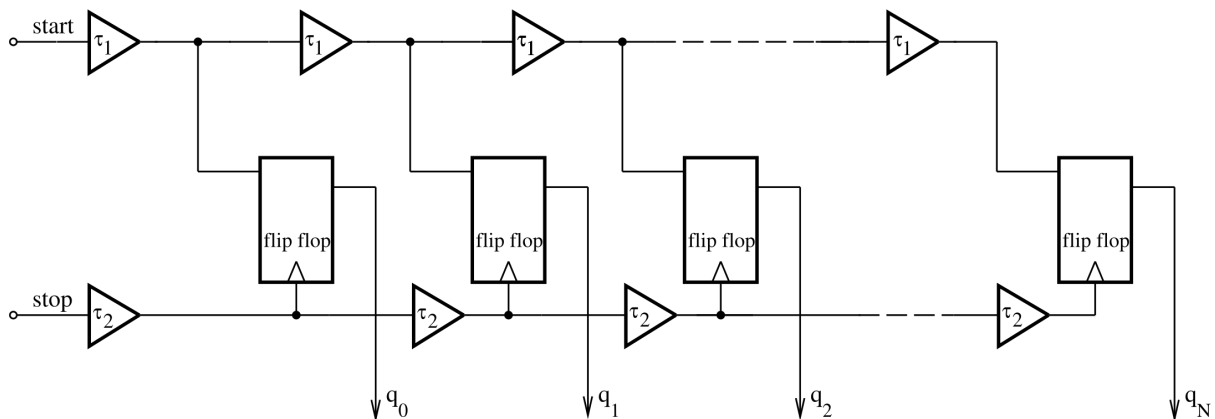 start τ1 τ1 τ1 τ1
flip flop flip flop flip flop flip flop
stop τ2 τ2 τ2 τ2
q0 q1 q2 qN